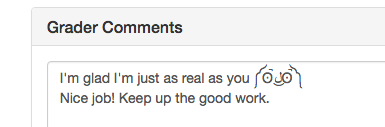 Grader Comments
I'm glad I'm just as real as you ༼ʘ̚ل͜ʘ̚༽
Nice job! Keep up the good work.